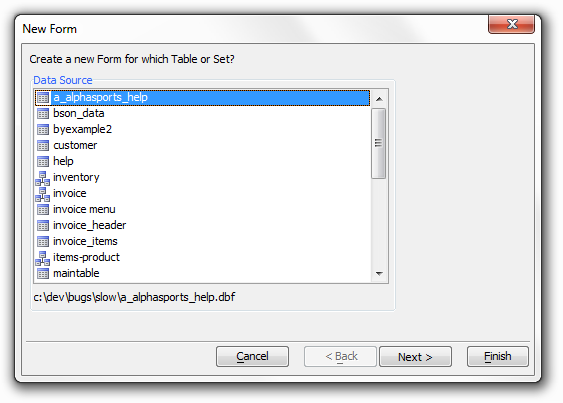 New Form
Create a new Form for which Table or Set?
Data Source
a_alphasports_help
bson_data
byexample2
customer
help
inventory
invoice
invoice menu
invoice_header
invoice_items
items-product
maintable
c:\dev\bugs\slow\a_alphasports_help.dbf
Cancel < Back Next > Finish